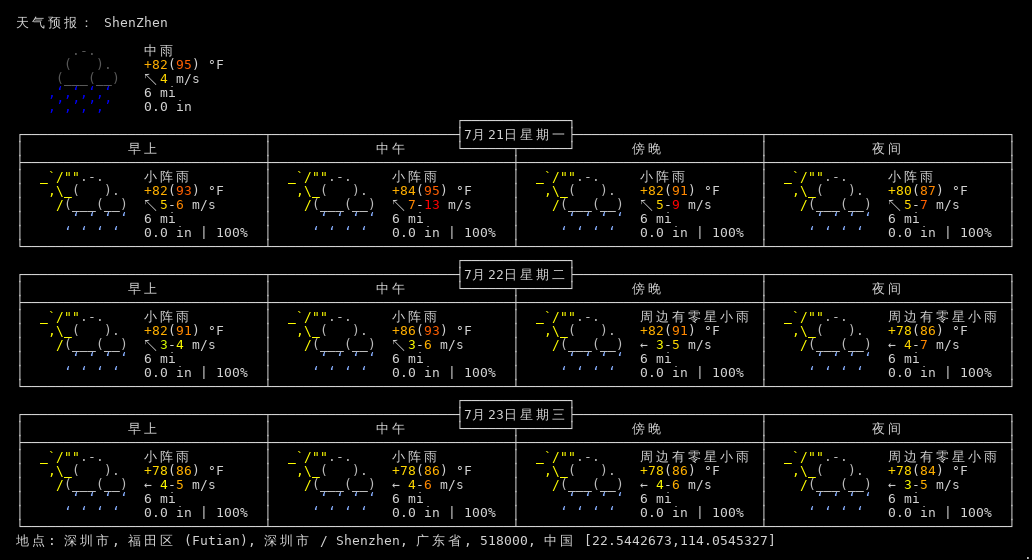 天气预报： ShenZhen
中雨
+82(95) °F
↖ 4 m/s
6 mi
0.0 in
7月21日星期一
早上 中午 傍晚 夜间
小阵雨 小阵雨 小阵雨 小阵雨
+82(93) °F +84(95) °F +82(91) °F +80(87) °F
↖ 5-6 m/s ↖ 7-13 m/s ↖ 5-9 m/s ↖ 5-7 m/s
6 mi 6 mi 6 mi 6 mi
0.0 in | 100% 0.0 in | 100% 0.0 in | 100% 0.0 in | 100%
7月22日星期二
早上 中午 傍晚 夜间
小阵雨 小阵雨 周边有零星小雨 周边有零星小雨
+82(91) °F +86(93) °F +82(91) °F +78(86) °F
↖ 3-4 m/s ↖ 3-6 m/s ← 3-5 m/s ← 4-7 m/s
6 mi 6 mi 6 mi 6 mi
0.0 in | 100% 0.0 in | 100% 0.0 in | 100% 0.0 in | 100%
7月23日星期三
早上 中午 傍晚 夜间
小阵雨 小阵雨 周边有零星小雨 周边有零星小雨
+78(86) °F +78(86) °F +78(86) °F +78(84) °F
← 4-5 m/s ← 4-6 m/s ← 4-6 m/s ← 3-5 m/s
6 mi 6 mi 6 mi 6 mi
0.0 in | 100% 0.0 in | 100% 0.0 in | 100% 0.0 in | 100%
地点: 深圳市, 福田区 (Futian), 深圳市 / Shenzhen, 广东省, 518000, 中国 [22.5442673,114.0545327]